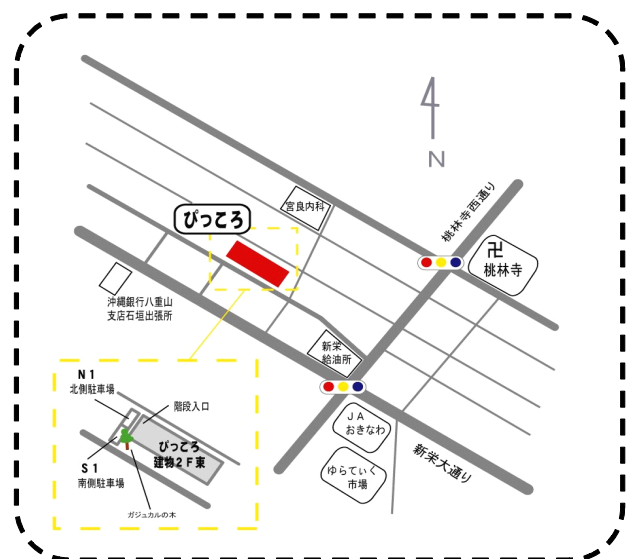 N
桃林寺西通り
宮良内科
ぴっころ
卍
桃林寺
沖縄銀行八重山
支店石垣出張所
新栄
給油所
JA
おきなわ
ゆらてぃく
市場
新栄大通り
N1
北側駐車場
階段入口
ぴっころ
建物2F東
S1
南側駐車場
ガジュカルの木